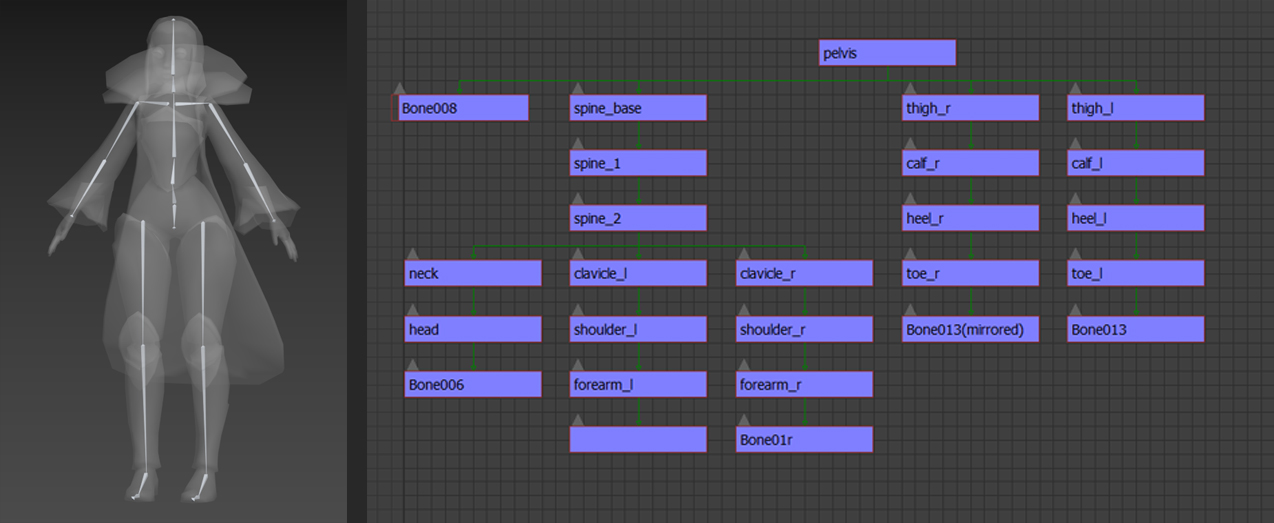 pelvis
Bone008
spine_base
thigh_r
thigh_l
spine_1
calf_r
calf_l
spine_2
heel_r
heel_l
neck
clavicle_l
clavicle_r
toe_r
toe_l
head
shoulder_l
shoulder_r
Bone013(mirrored)
Bone013
Bone006
forearm_l
forearm_r
Bone01r